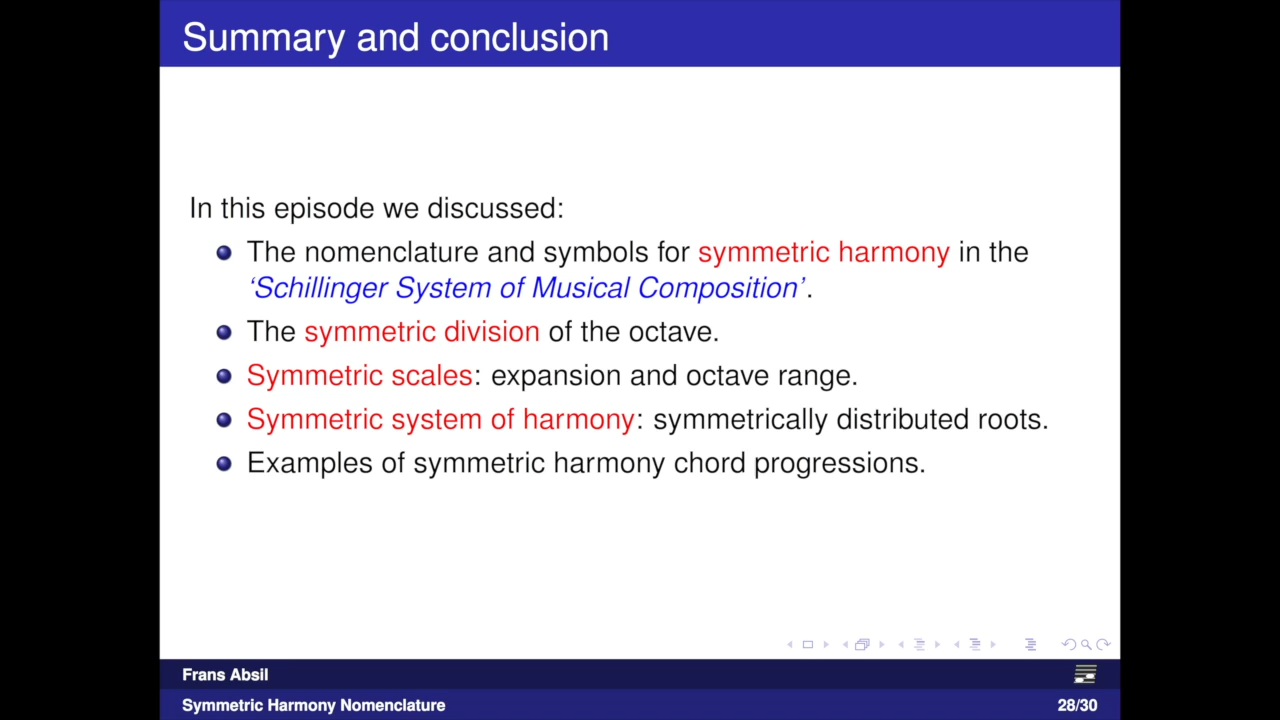 Summary and conclusion
In this episode we discussed:
The nomenclature and symbols for symmetric harmony in the
‘Schillinger System of Musical Composition’.
The symmetric division of the octave.
Symmetric scales: expansion and octave range.
Symmetric system of harmony: symmetrically distributed roots.
Examples of symmetric harmony chord progressions.
Frans Absil
Symmetric Harmony Nomenclature 28/30